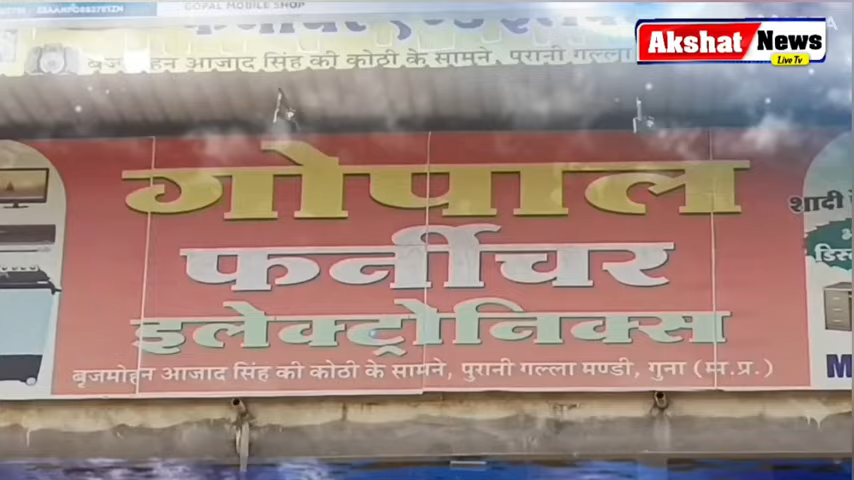 GOPAL MOBILE SHOP
Akshat News
Live Tv
बृजमोहन आजाद सिंह की कोठी के सामने, पुरानी गल्ला
गोपाल
फर्नीचर
इलेक्ट्रोनिक्स
बृजमोहन आजाद सिंह की कोठी के सामने, पुरानी गल्ला मण्डी, गुना (म.प्र.)
शादी